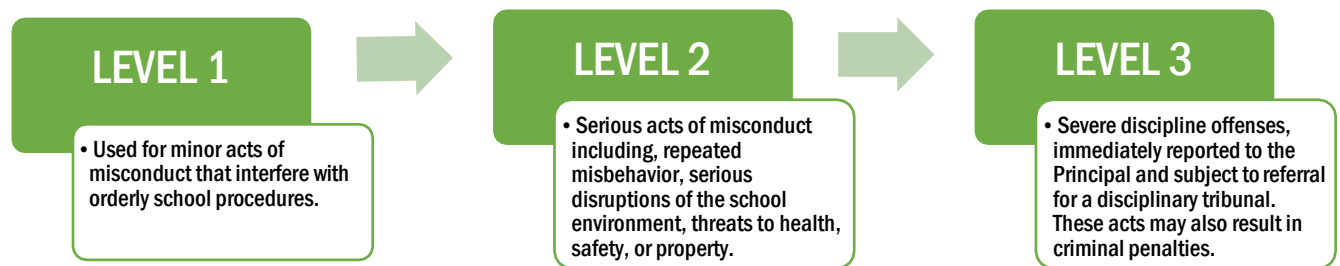 LEVEL 1
• Used for minor acts of
misconduct that interfere with
orderly school procedures.
LEVEL 2
• Serious acts of misconduct
including, repeated
misbehavior, serious
disruptions of the school
environment, threats to health,
safety, or property.
LEVEL 3
• Severe discipline offenses,
immediately reported to the
Principal and subject to referral
for a disciplinary tribunal.
These acts may also result in
criminal penalties.